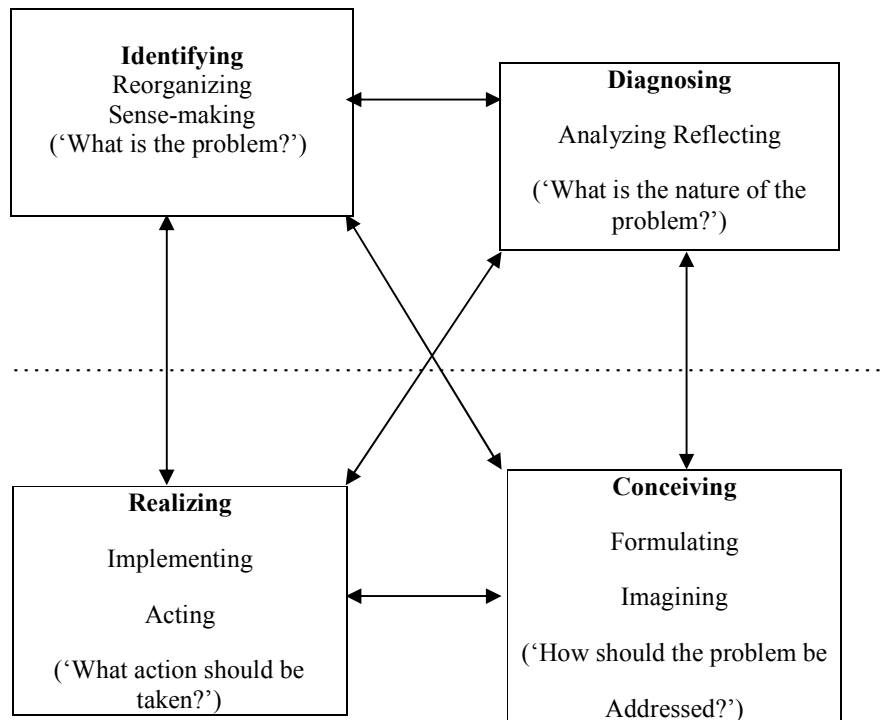 Identifying
Reorganizing
Sense-making
(‘What is the problem?’)
Diagnosing
Analyzing Reflecting
(‘What is the nature of the
problem?’)
Realizing
Implementing
Acting
(‘What action should be
taken?’)
Conceiving
Formulating
Imagining
(‘How should the problem be
Addressed?’)